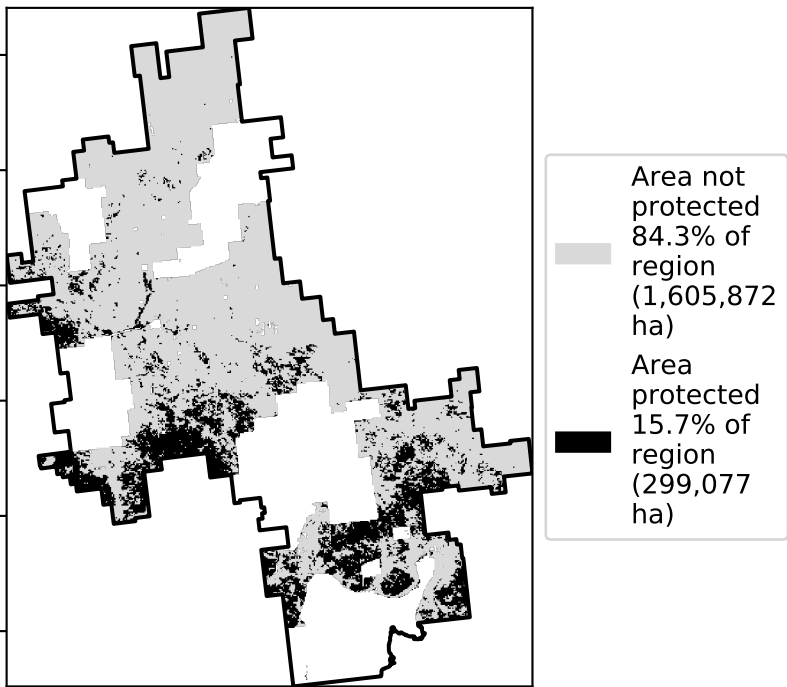 Area not
protected
84.3% of
region
(1,605,872
ha)
Area
protected
15.7% of
region
(299,077
ha)